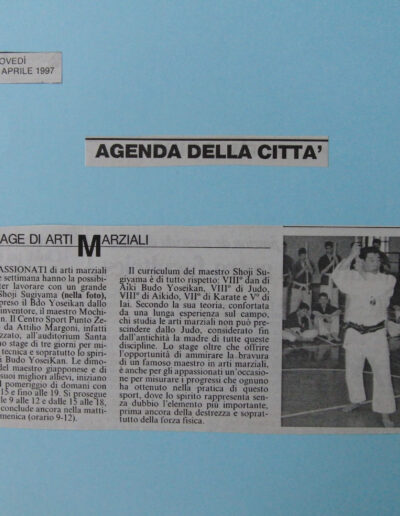 OVEDÌ
APRILE 1997
AGENDA DELLA CITTA'
AGE DI ARTI MARZIALI
ASSIONATI di arti marziali
e settimana hanno la possibi-
ter lavorare con un grande
Shoji Sugiyama (nella foto),
preso il Bdo Yoseikan dallo
inventore, il maestro Mochi-
n. Il Centro Sport Punto Ze-
da Attilio Margoni, infatti
zzato, all'auditorium Santa
uno stage di tre giorni per mi-
tecnica e sopratutto lo spiri-
Budo YoseiKan. Le dimo-
del maestro giapponese e di
suoi migliori allievi, iniziano
l pomeriggio di domani con
15 e fino alle 19. Si prosegue
le 9 alle 12 e dalle 15 alle 18,
conclude ancora nella matti-
menica (orario 9-12).
Il curriculum del maestro Shoji Su-
giyama è di tutto rispetto: VIII° dan di
Aiki Budo Yoseikan, VIII° di Judo,
VIII° di Aikido, VII° di Karate e V° di
Iai. Secondo la sua teoria, confortata
da una lunga esperienza sul campo,
chi studia le arti marziali non può pre-
scindere dallo Judo, considerato fin
dall'antichità la madre di tutte queste
discipline. Lo stage oltre che offrire
l'opportunità di ammirare la bravura
di un famoso maestro in arti marziali,
è anche per gli appassionati un'occasio-
ne per misurare i progressi che ognuno
ha ottenuto nella pratica di questo
sport, dove lo spirito rappresenta sen-
za dubbio l'elemento più importante,
prima ancora della destrezza e soprat-
tutto della forza fisica.